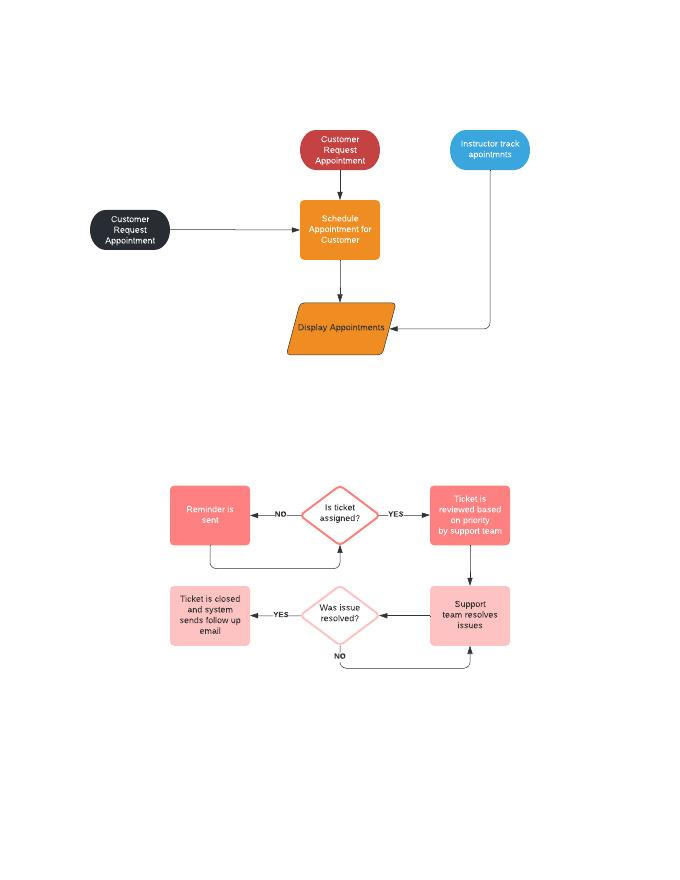 Customer
Request
Appointment
Instructor track
apointmnts
Customer
Request
Appointment
Schedule
Appointment for
Customer
Display Appointments
Reminder is
sent
NO
Is ticket
assigned?
YES
Ticket is
reviewed based
on priority
by support team
Ticket is closed
and system
sends follow up
email
YES
Was issue
resolved?
Support
team resolves
issues
NO